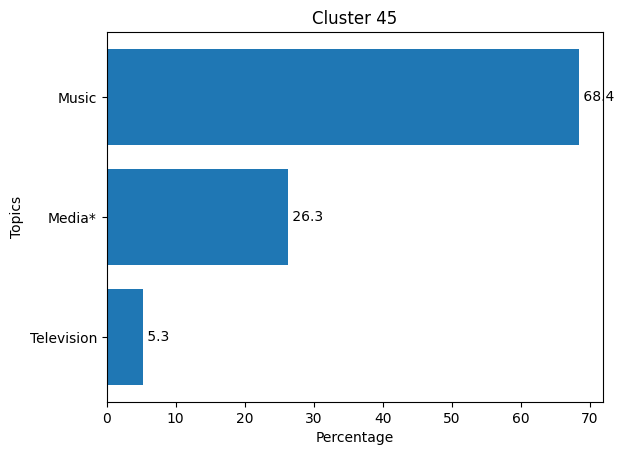 Cluster 45
Music
68.4
Media*
26.3
Television
5.3
Topics
0 10 20 30 40 50 60 70
Percentage